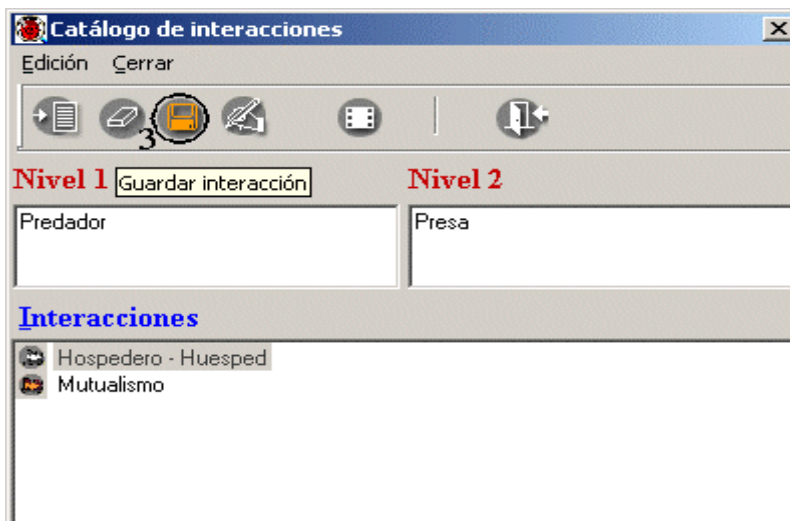 Catálogo de interacciones
Edición Cerrar
3
Nivel 1 Guardar interacción Nivel 2
Predador Presa
Interacciones
Hospedero - Huesped
Mutualismo